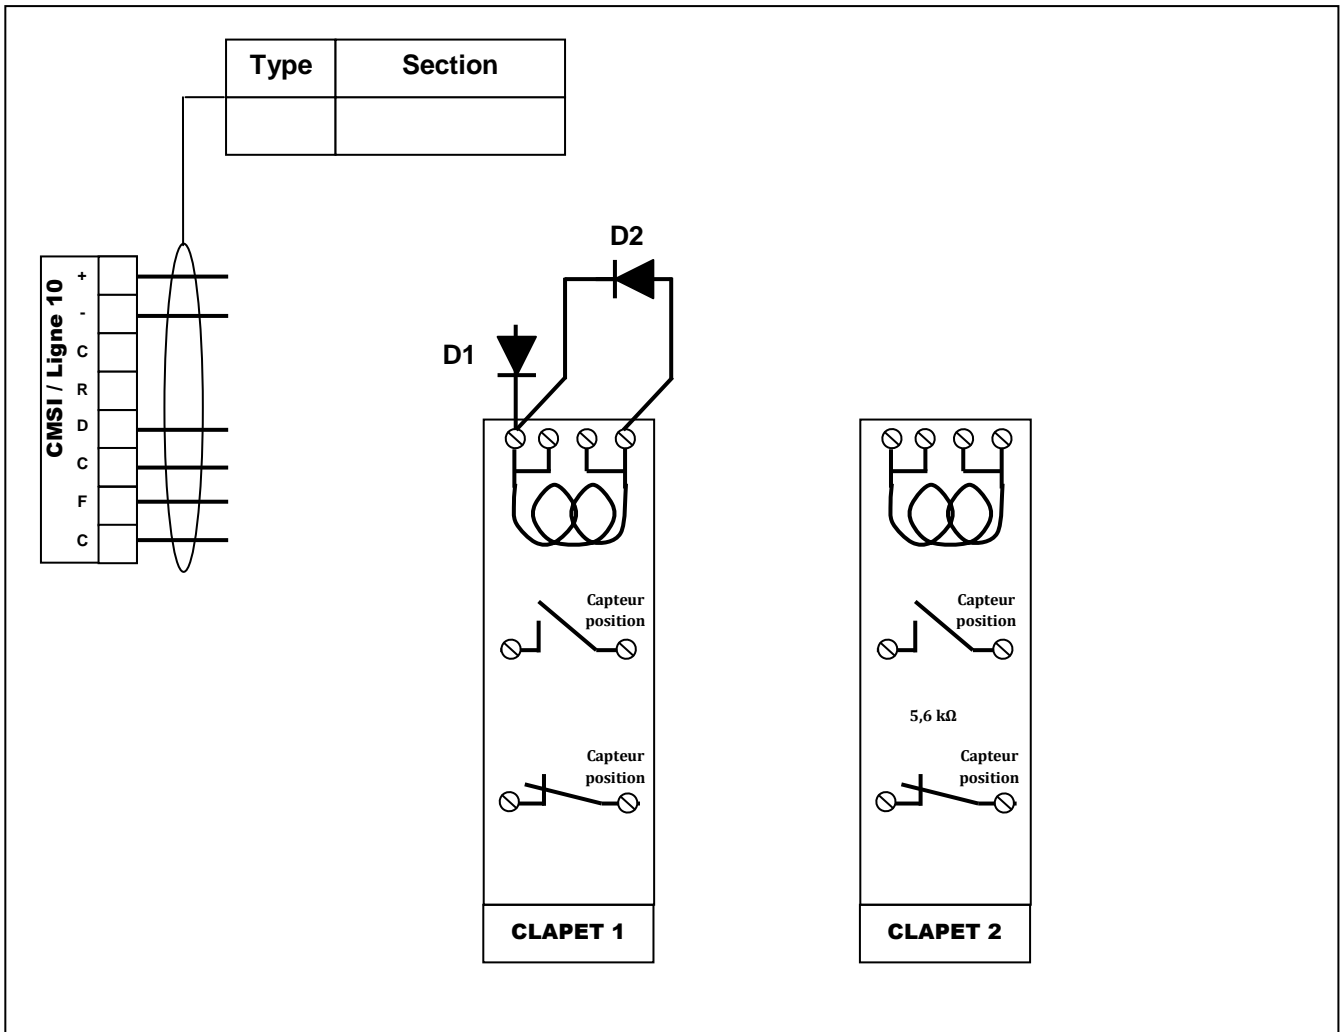 Type Section
D2
D1
CMSI / Ligne 10
+
-
C
R
D
C
F
C
Capteur
position
Capteur
position
5,6 kΩ
Capteur
position
Capteur
position
CLAPET 1
CLAPET 2